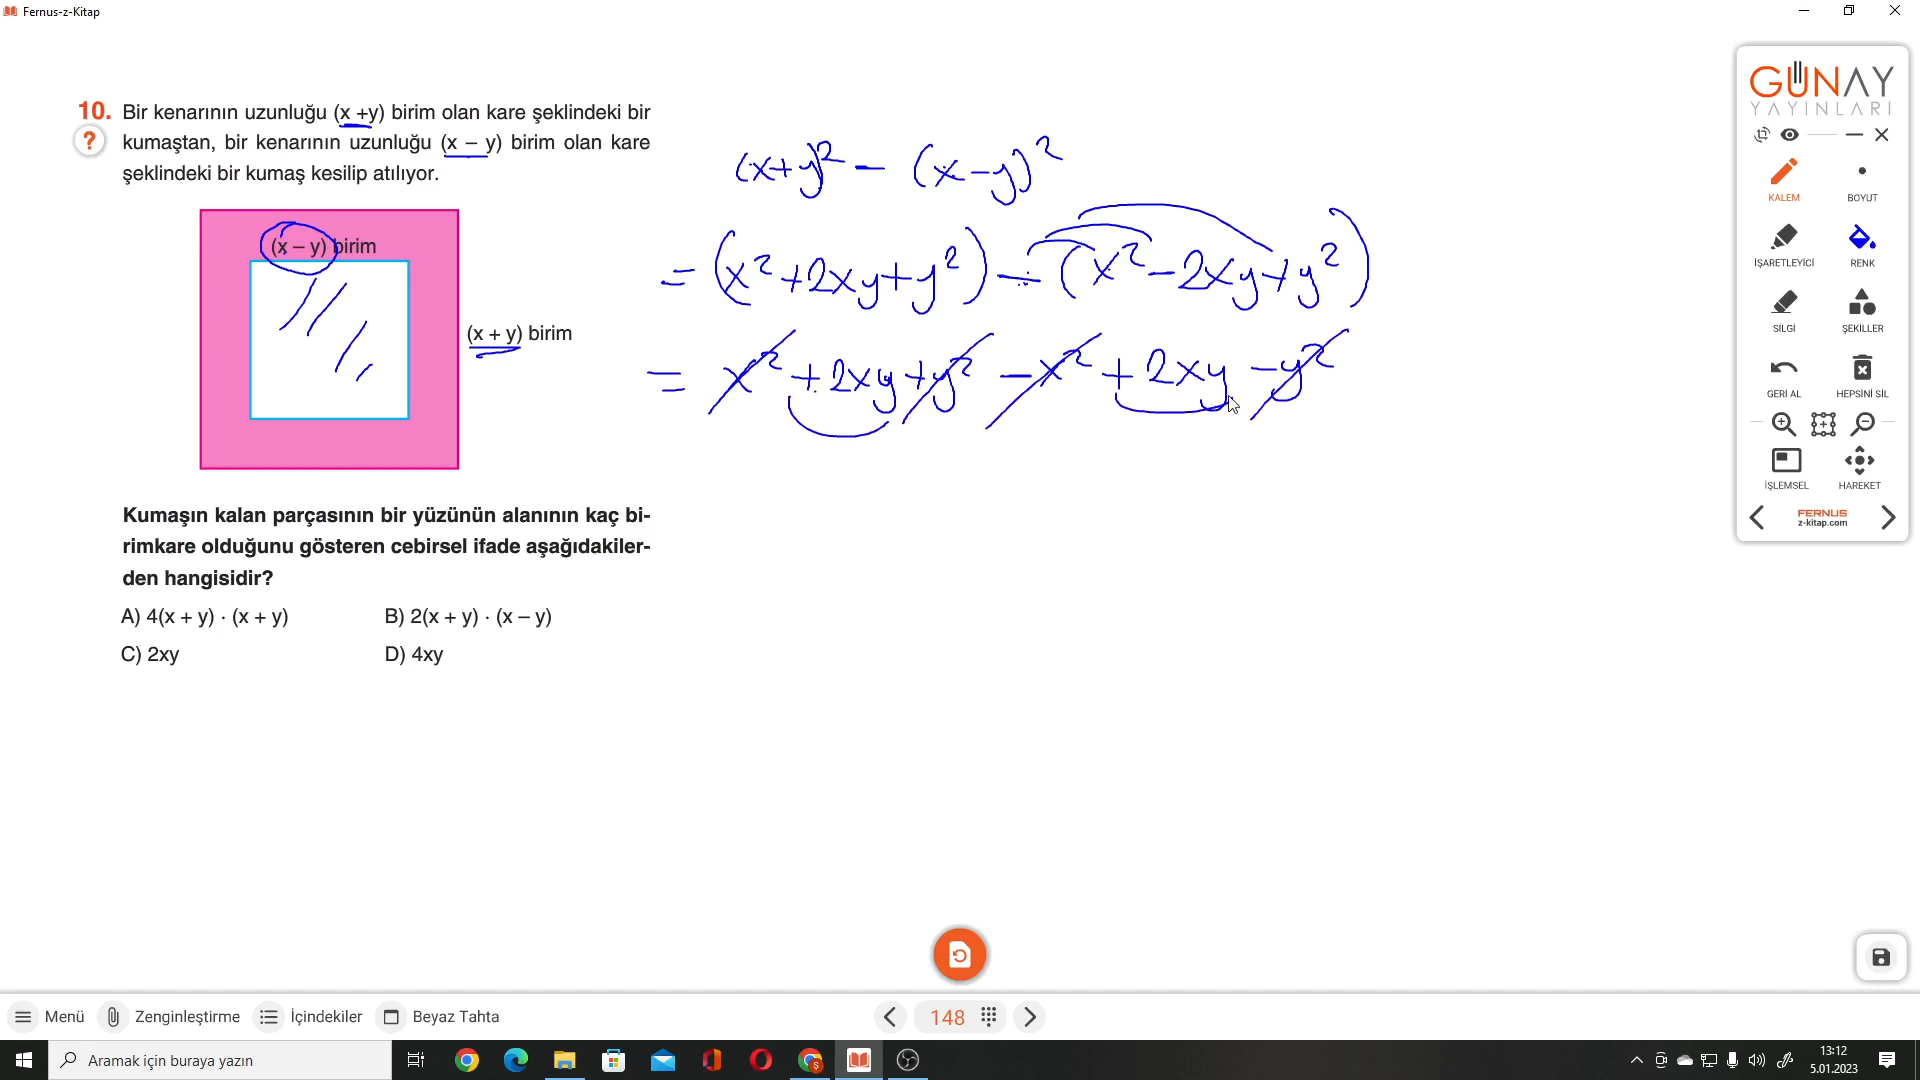 Fernus-z-Kitap
10. Bir kenarının uzunluğu (x +y) birim olan kare şeklindeki bir
? kumaştan, bir kenarının uzunluğu (x – y) birim olan kare
şeklindeki bir kumaş kesilip atılıyor.
(x – y) birim
(x + y) birim
Kumaşın kalan parçasının bir yüzünün alanının kaç bi-
rimkare olduğunu gösteren cebirsel ifade aşağıdakiler-
den hangisidir?
A) 4(x + y) · (x + y) B) 2(x + y) · (x – y)
C) 2xy D) 4xy
(x+y)² – (x–y)²
= (x²+2xy+y²) – (x²–2xy+y²)
= x²+2xy+y² –x²+2xy–y²
GÜNAY
YAYINLARI
KALEM BOYUT
İŞARETLEYİCİ RENK
SİLGİ ŞEKİLLER
GERİ AL HEPSİNİ SİL
İŞLEMSEL HAREKET
FERNUS
z-kitap.com
Menü Zenginleştirme İçindekiler Beyaz Tahta 148
Aramak için buraya yazın
13:12
5.01.2023